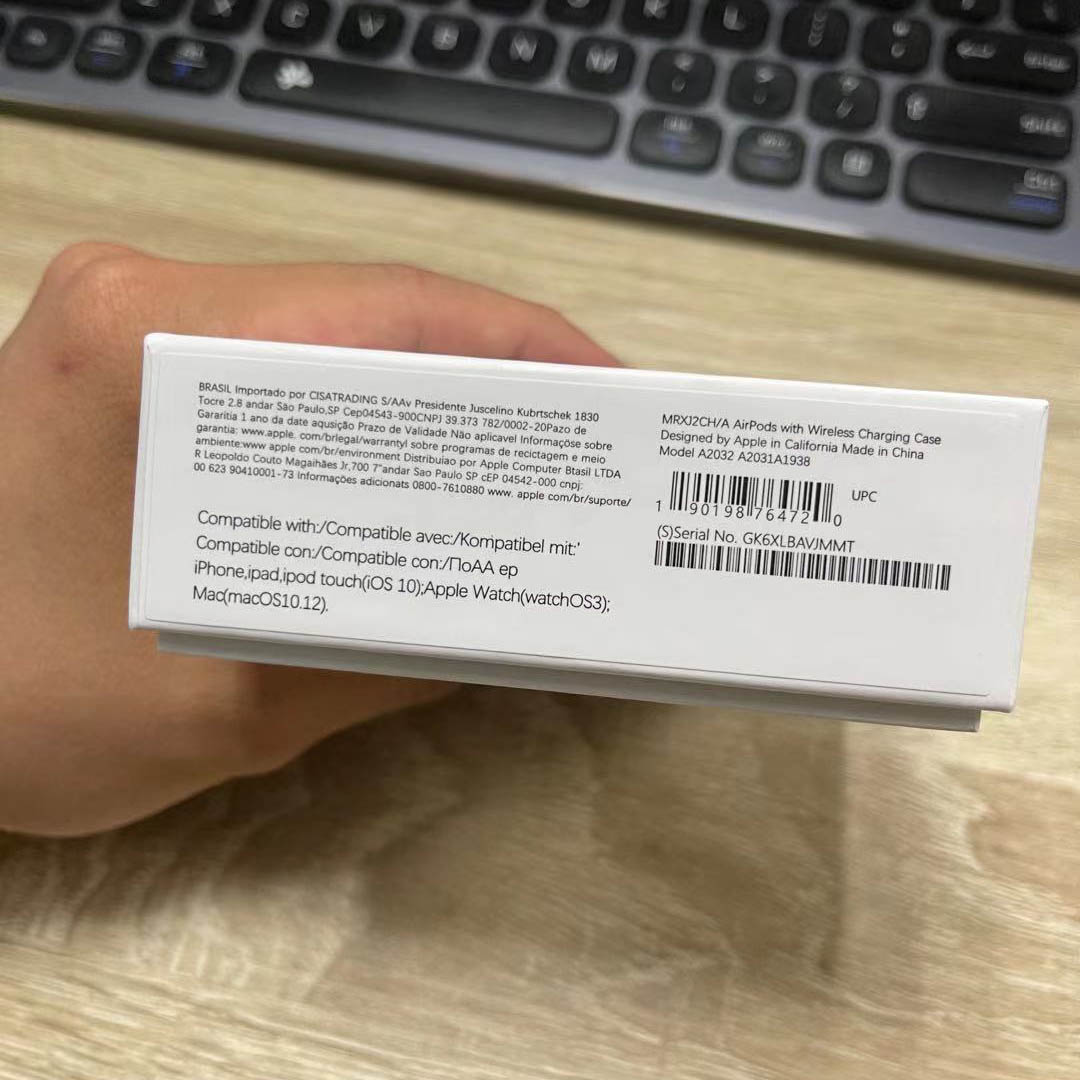 BRASIL Importado por CISATRADING S/AAv Presidente Juscelino Kubrtschek 1830
Tocre 2.8 andar São Paulo,SP Cep04543-900CNPJ 39.373 782/0002-20Pazo de
Gararitia 1 ano da date aqusição Prazo de Validade Não aplicavel Informaçöse sobre
garantia: www.apple. com/brlegal/warrantyl sobre programas de recictagem e meio
ambiente:www apple com/br/environment Distribuiao por Apple Computer Btasil LTDA
R Leopoldo Couto Magaihães Jr,700 7"andar Sao Paulo SP cEP 04542-000 cnpj:
00 623 90410001-73 Informações adicionats 0800-7610880 www. apple com/br/suporte/
Compatible with:/Compatible avec:/Kompatibel mit:'
Compatible con:/Compatible con:/ПoAA ep
iPhone,ipad,ipod touch(iOS 10);Apple Watch(watchOS3);
Mac(macOS10.12).
MRXJ2CH/A AirPods with Wireless Charging Case
Designed by Apple in California Made in China
Model A2032 A2031A1938
UPC
1 90198 76472 0
(S)Serial No. GK6XLBAVJMMT